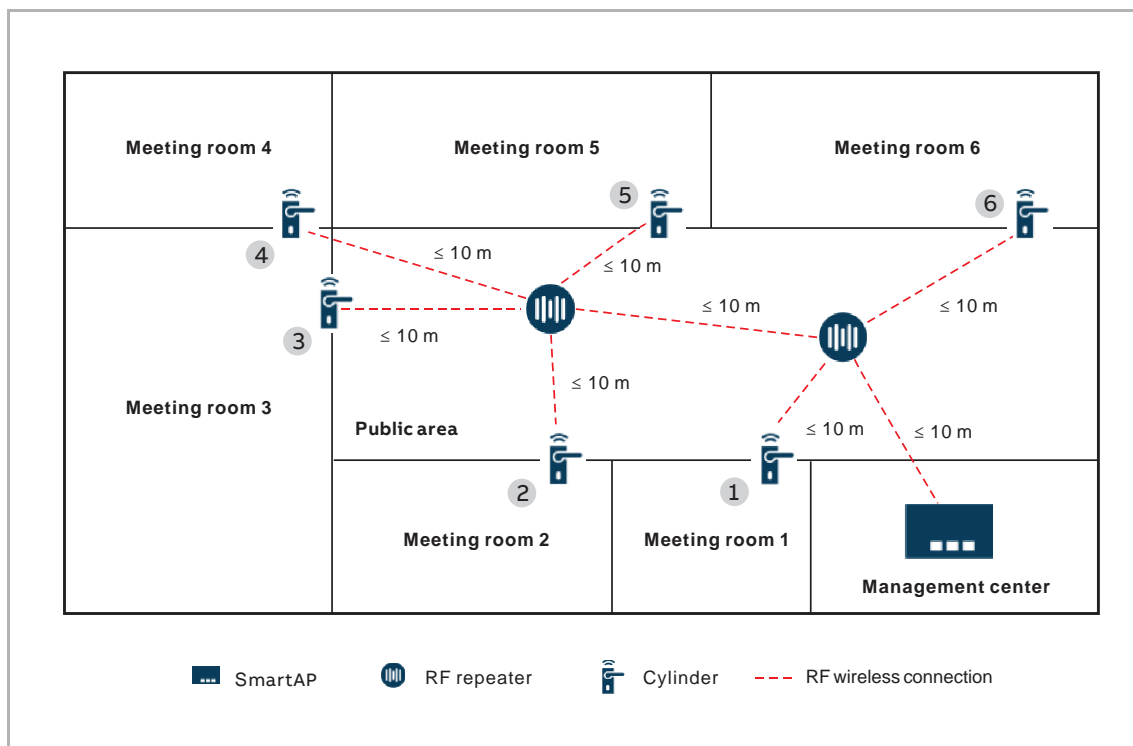 Meeting room 4
Meeting room 5
Meeting room 6
5
6
4
≤ 10 m
≤ 10 m
≤ 10 m
≤ 10 m
3
≤ 10 m
≤ 10 m
Meeting room 3
Public area
≤ 10 m
≤ 10 m
2
1
Meeting room 2
Meeting room 1
Management center
SmartAP
RF repeater
Cylinder
RF wireless connection